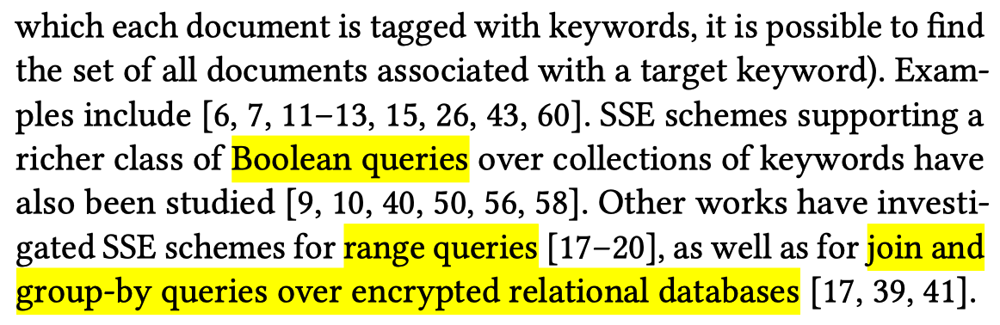 which each document is tagged with keywords, it is possible to find
the set of all documents associated with a target keyword). Exam-
ples include [6, 7, 11–13, 15, 26, 43, 60]. SSE schemes supporting a
richer class of Boolean queries over collections of keywords have
also been studied [9, 10, 40, 50, 56, 58]. Other works have investi-
gated SSE schemes for range queries [17–20], as well as for join and
group-by queries over encrypted relational databases [17, 39, 41].